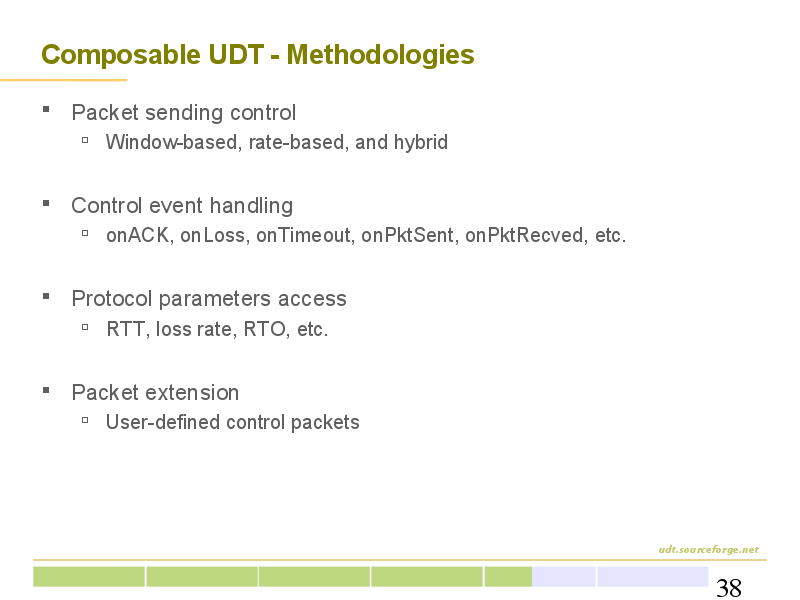 Composable UDT - Methodologies
Packet sending control
Window-based, rate-based, and hybrid
Control event handling
onACK, onLoss, onTimeout, onPktSent, onPktRecved, etc.
Protocol parameters access
RTT, loss rate, RTO, etc.
Packet extension
User-defined control packets
udt.sourceforge.net
38